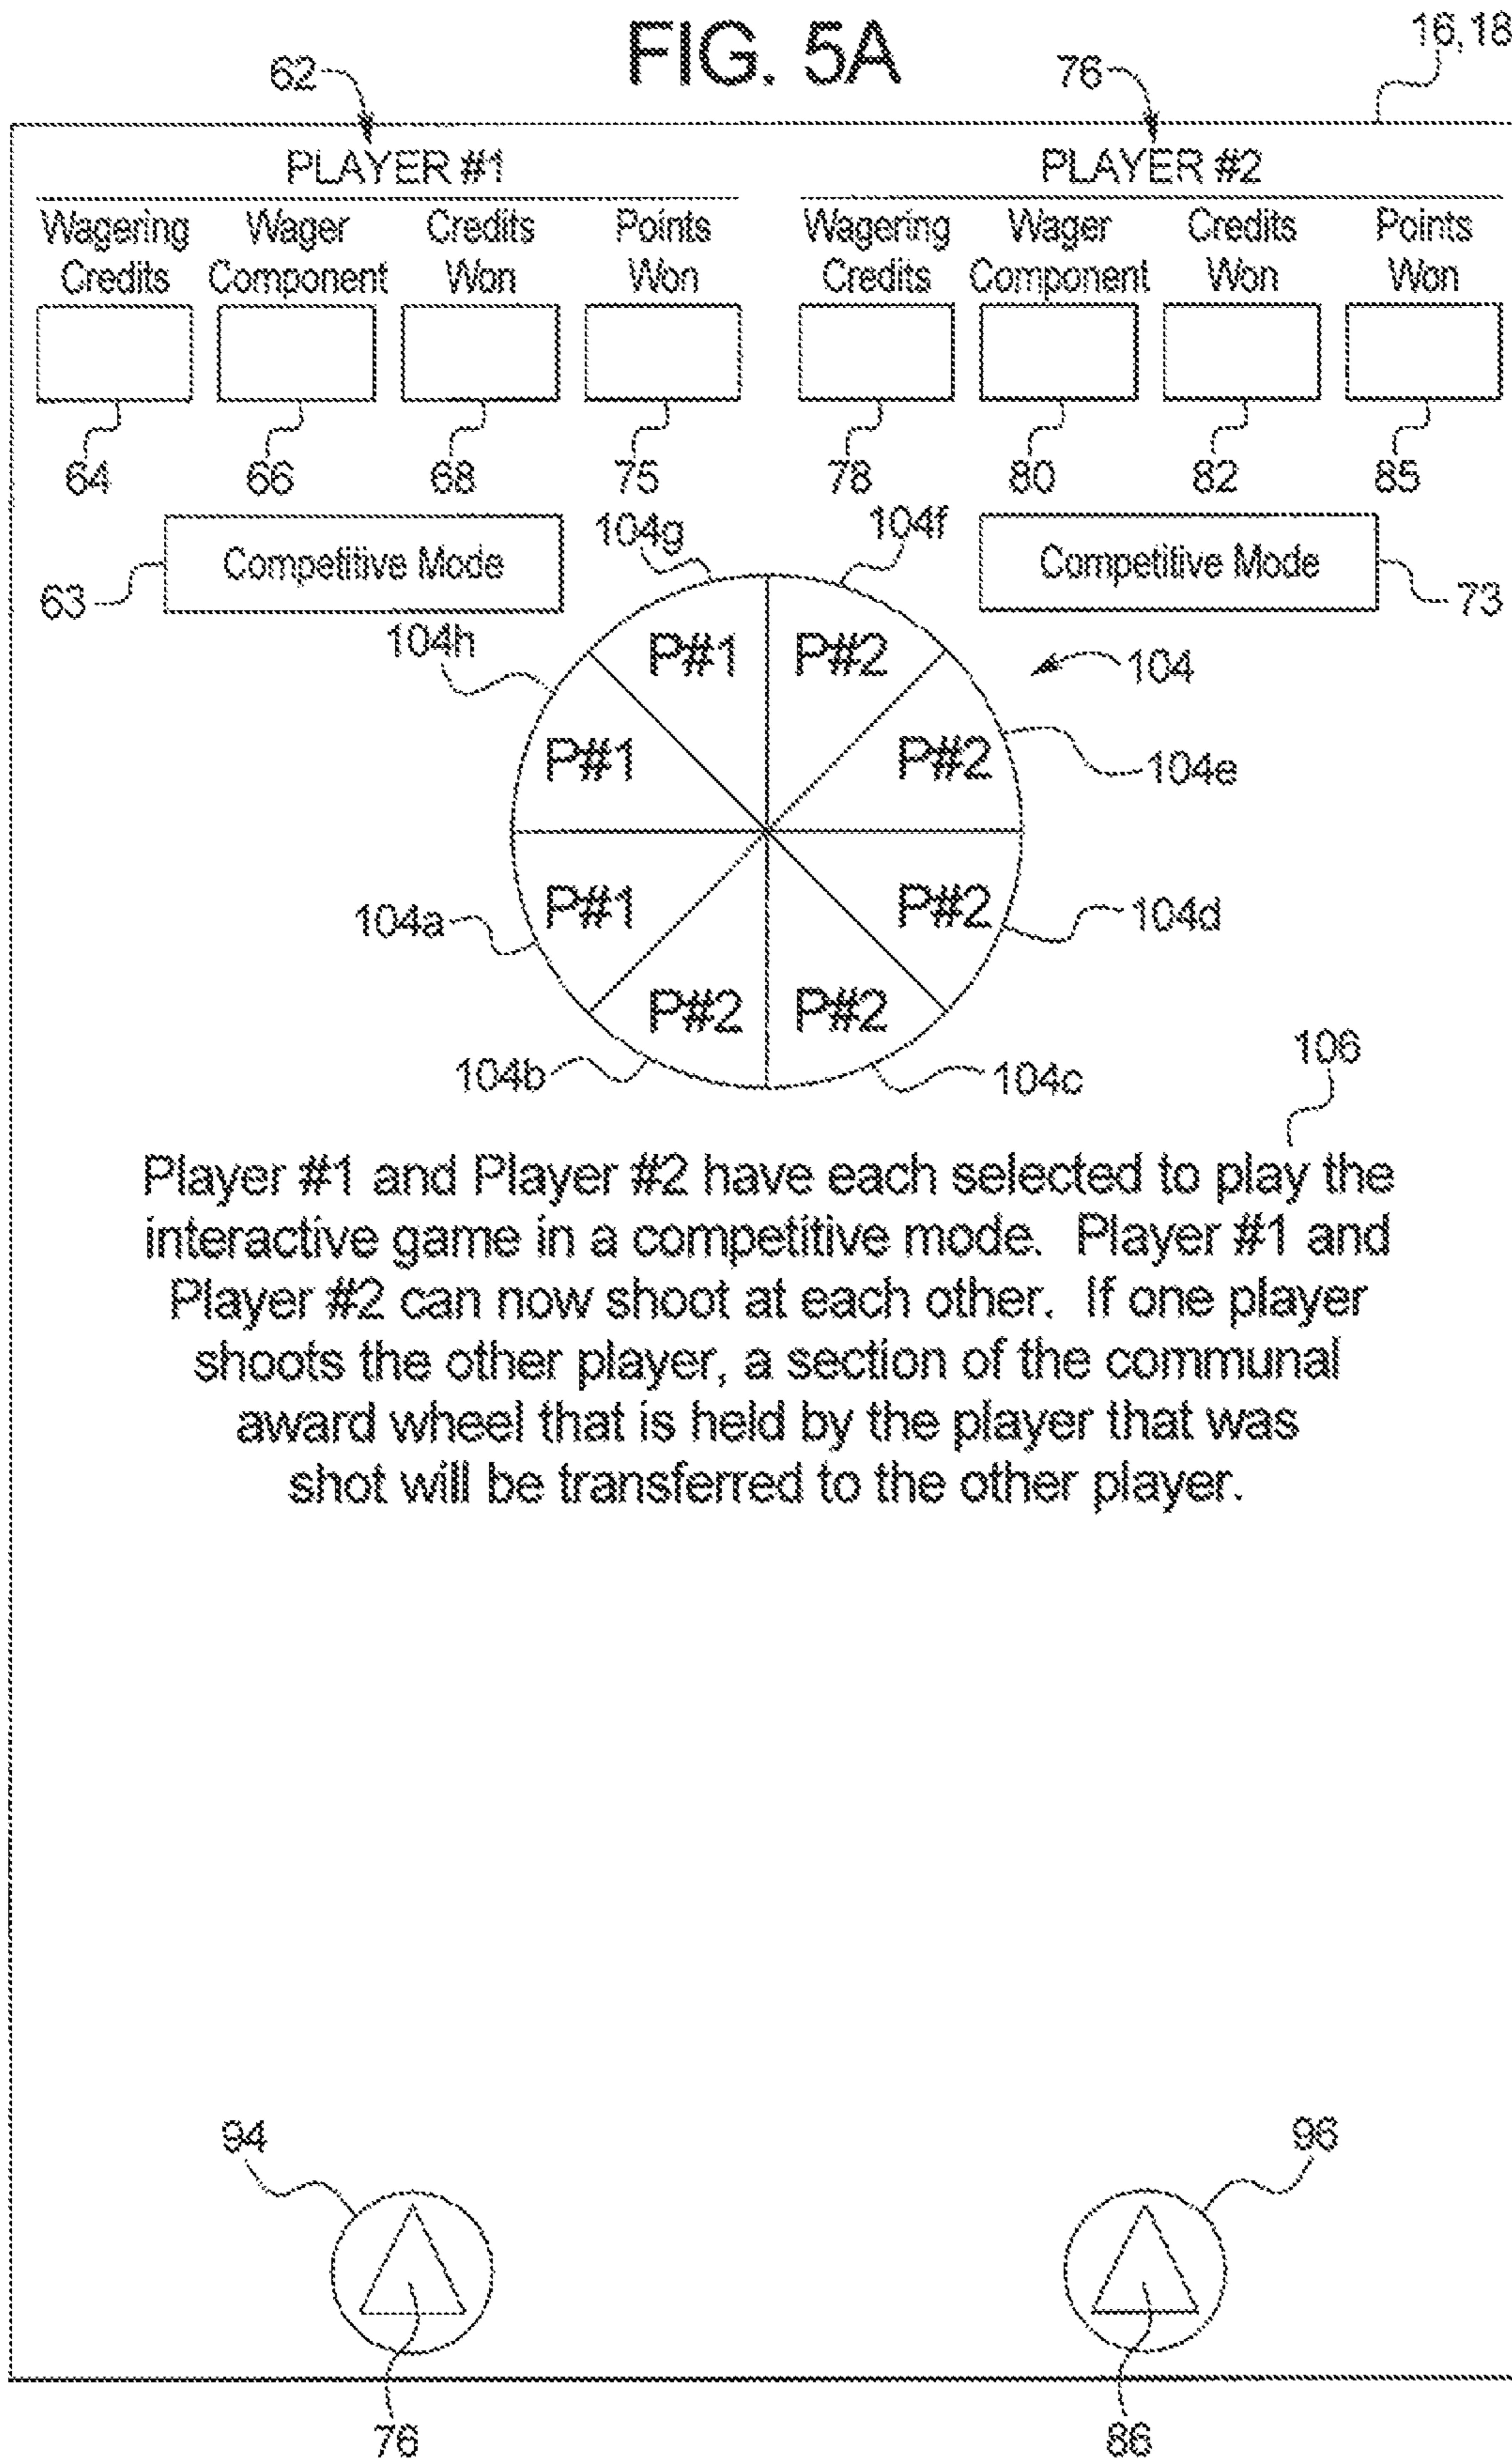 FIG. 5A
16,18
62
76
PLAYER #1
PLAYER #2
Wagering Credits
Wager Component
Credits Won
Points Won
Wagering Credits
Wager Component
Credits Won
Points Won
64
66
68
75
78
80
82
85
63
Competitive Mode
104g
104f
Competitive Mode
73
104h
P#1
P#2
104
P#1
P#2
104e
104a
P#1
P#2
104d
P#2
P#2
104b
104c
106
Player #1 and Player #2 have each selected to play the
interactive game in a competitive mode. Player #1 and
Player #2 can now shoot at each other. If one player
shoots the other player, a section of the communal
award wheel that is held by the player that was
shot will be transferred to the other player.
94
96
76
86